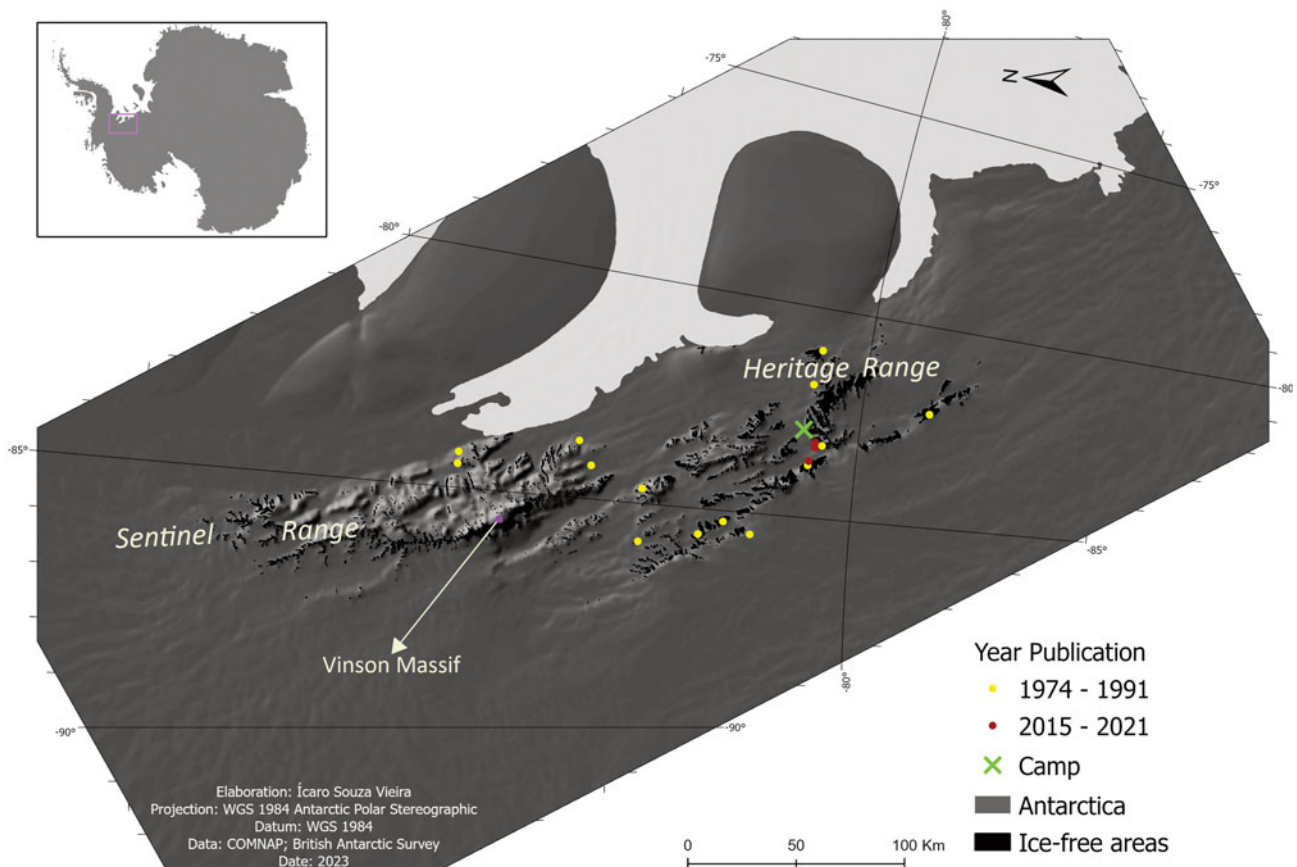 -80°
-75°
N
-75°
-80°
Heritage Range
-80°
-85°
Sentinel Range
-85°
Vinson Massif
-80°
-90°
-90°
Year Publication
1974 - 1991
2015 - 2021
Camp
Antarctica
Ice-free areas
Elaboration: Ícaro Souza Vieira
Projection: WGS 1984 Antarctic Polar Stereographic
Datum: WGS 1984
Data: COMNAP; British Antarctic Survey
Date: 2023
0 50 100 Km